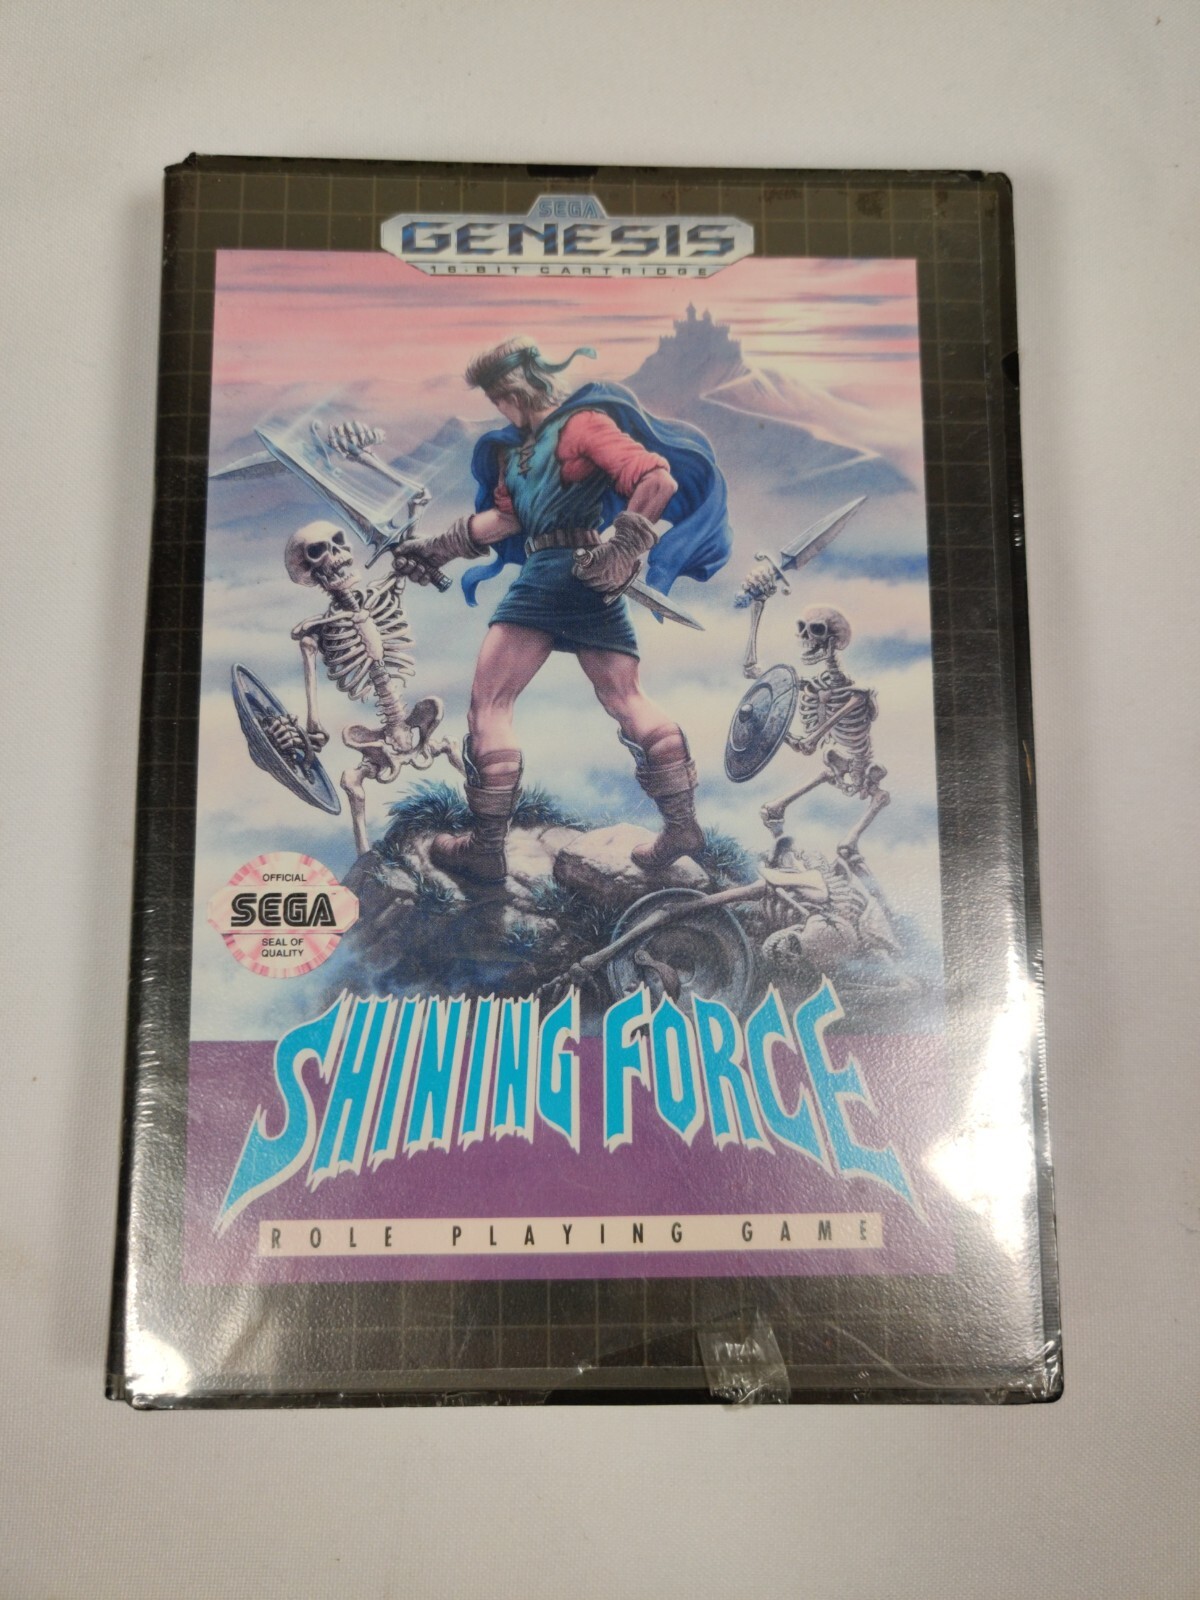 SEGA
GENESIS
16-BIT CARTRIDGE
OFFICIAL
SEGA
SEAL OF
QUALITY
SHINING FORCE
ROLE PLAYING GAME